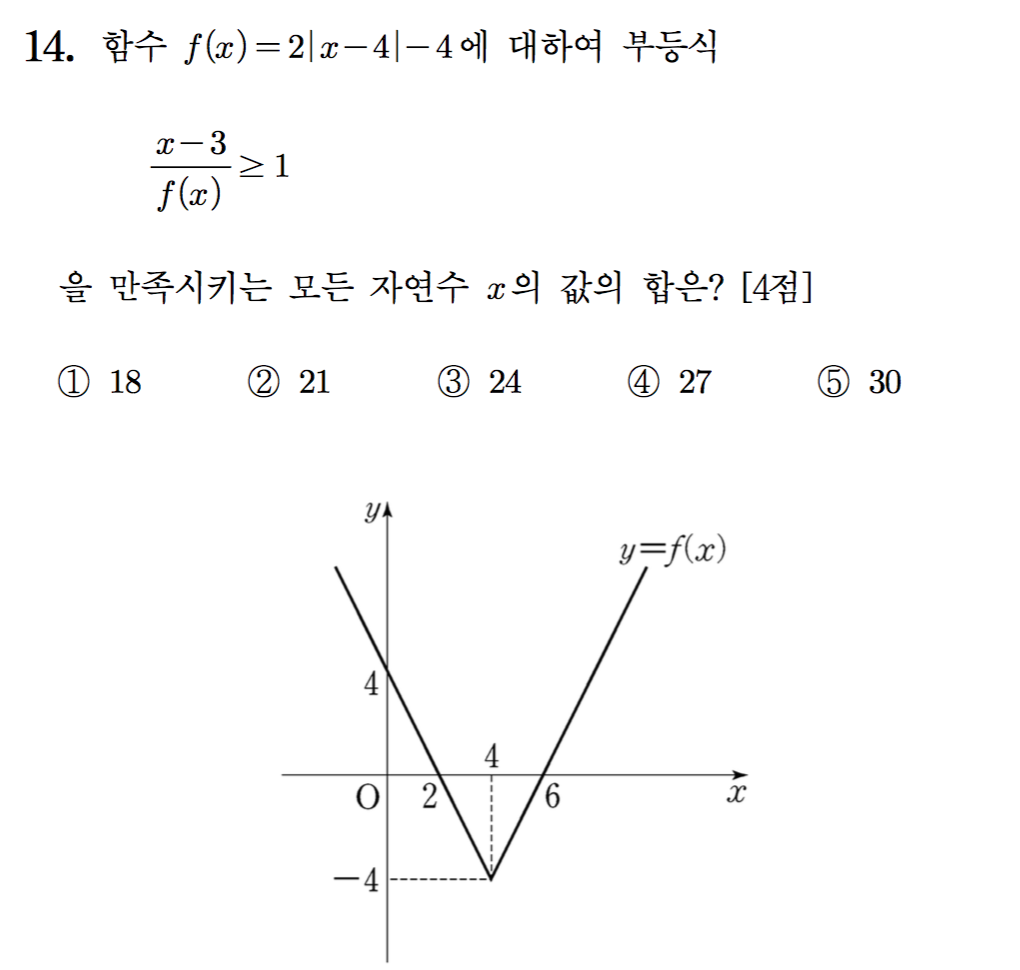 14. 함수 f(x)=2|x-4|-4에 대하여 부등식
x-3
f(x)
≥1
을 만족시키는 모든 자연수 x의 값의 합은? [4점]
① 18 ② 21 ③ 24 ④ 27 ⑤ 30
y
y=f(x)
4
4
O 2 6 x
-4